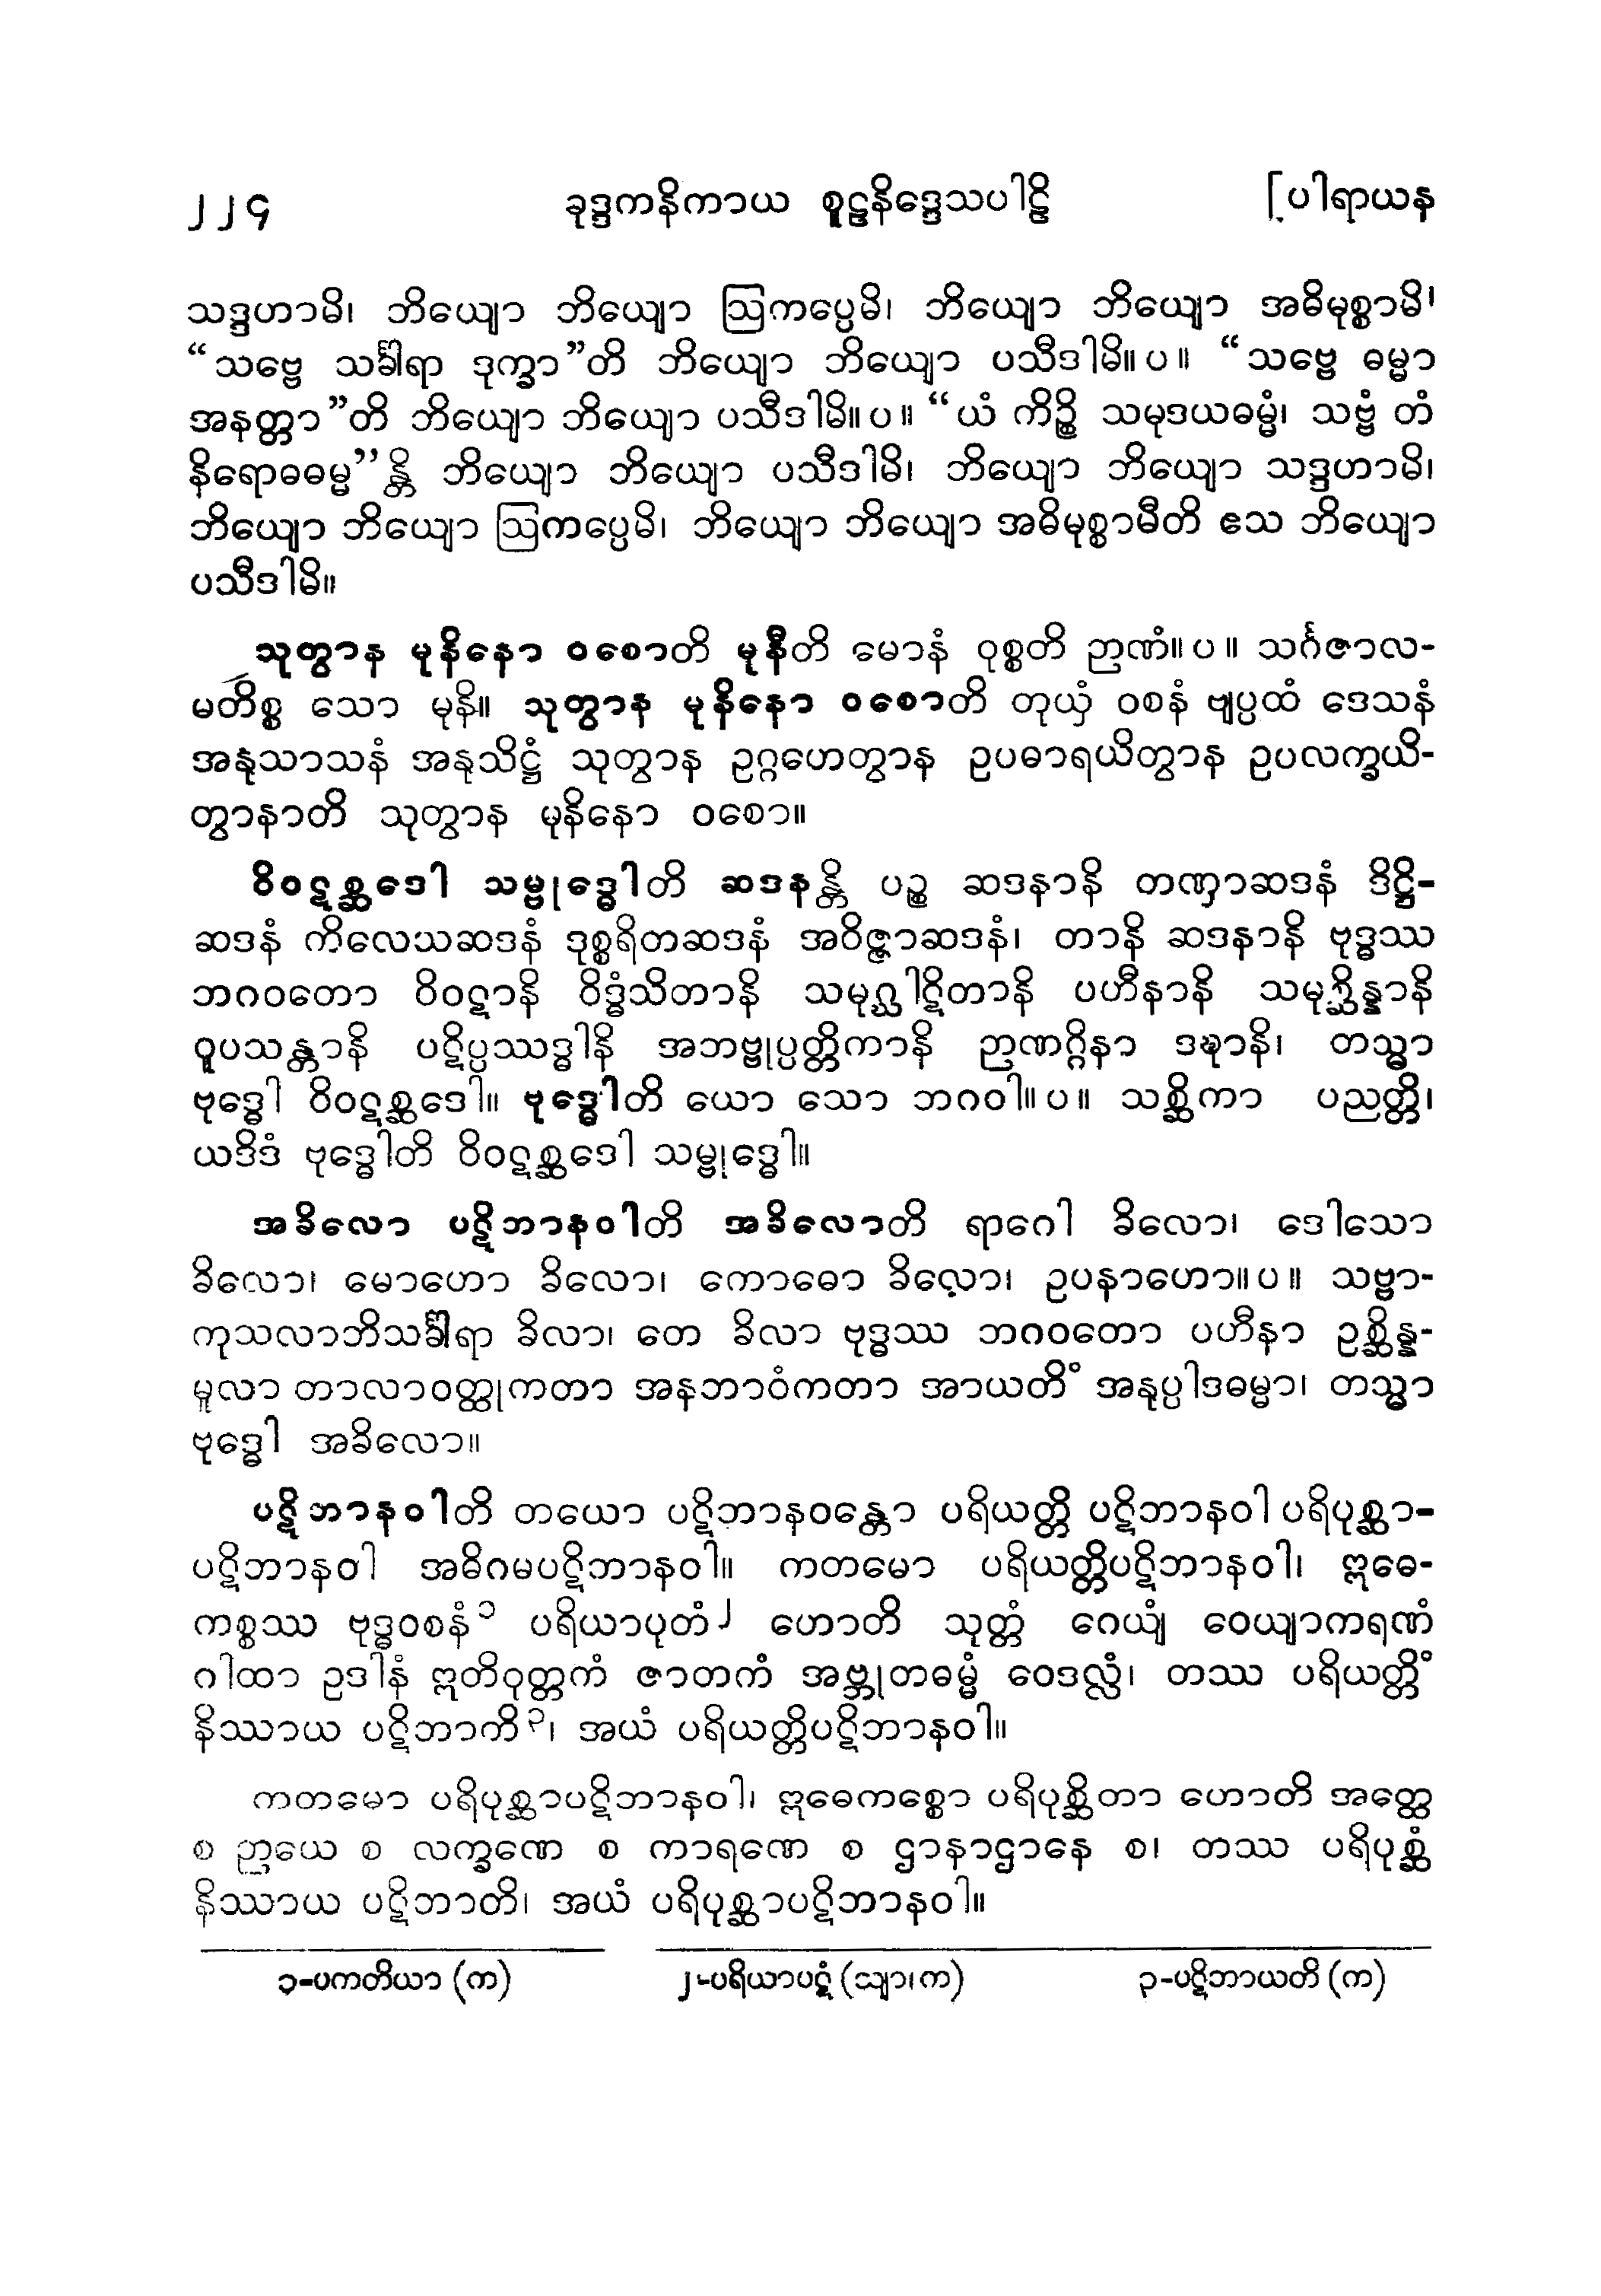 ၂၂၄ ခုဒ္ဒကနိကာယ စူဠနိဒ္ဒေသပါဠိ [ပါရာယန
သဒ္ဒဟာမိ၊ ဘိယျော ဘိယျော ဩကပ္ပေမိ၊ ဘိယျော ဘိယျော အဓိမုစ္စာမိ၊
“သဗ္ဗေ သင်္ခါရာ ဒုက္ခာ”တိ ဘိယျော ဘိယျော ပသီဒါမိ။ ပ ။ “သဗ္ဗေ ဓမ္မာ
အနတ္တာ”တိ ဘိယျော ဘိယျော ပသီဒါမိ။ ပ ။ “ယံ ကိဉ္စိ သမုဒယဓမ္မံ၊ သဗ္ဗံ တံ
နိရောဓဓမ္မ”န္တိ ဘိယျော ဘိယျော ပသီဒါမိ၊ ဘိယျော ဘိယျော သဒ္ဒဟာမိ၊
ဘိယျော ဘိယျော ဩကပ္ပေမိ၊ ဘိယျော ဘိယျော အဓိမုစ္စာမီတိ ဧသ ဘိယျော
ပသီဒါမိ။
သုတွာန မုနိနော ဝစောတိ မုနီတိ မောနံ ဝုစ္စတိ ဉာဏံ။ ပ ။ သင်္ဂဇာလ-
မတိစ္စ သော မုနိ။ သုတွာန မုနိနော ဝစောတိ တုယှံ ဝစနံ ဗျပ္ပထံ ဒေသနံ
အနုသာသနံ အနုသိဋ္ဌံ သုတွာန ဥဂ္ဂဟေတွာန ဥပဓာရယိတွာန ဥပလက္ခယိ-
တွာနာတိ သုတွာန မုနိနော ဝစော။
ဝိဝဋစ္ဆဒေါ သမ္ဗုဒ္ဓေါတိ ဆဒနန္တိ ပဉ္စ ဆဒနာနိ တဏှာဆဒနံ ဒိဋ္ဌိ-
ဆဒနံ ကိလေသဆဒနံ ဒုစ္စရိတဆဒနံ အဝိဇ္ဇာဆဒနံ၊ တာနိ ဆဒနာနိ ဗုဒ္ဓဿ
ဘဂဝတော ဝိဝဋာနိ ဝိဒ္ဓံသိတာနိ သမုဂ္ဃါဋိတာနိ ပဟီနာနိ သမုစ္ဆိန္နာနိ
ဝူပသန္တာနိ ပဋိပ္ပဿဒ္ဓါနိ အဘဗ္ဗုပ္ပတ္တိကာနိ ဉာဏဂ္ဂိနာ ဒဍ္ဎာနိ၊ တသ္မာ
ဗုဒ္ဓေါ ဝိဝဋစ္ဆဒေါ။ ဗုဒ္ဓေါတိ ယော သော ဘဂဝါ။ ပ ။ သစ္ဆိကာ ပညတ္တိ၊
ယဒိဒံ ဗုဒ္ဓေါတိ ဝိဝဋစ္ဆဒေါ သမ္ဗုဒ္ဓေါ။
အခိလော ပဋိဘာနဝါတိ အခိလောတိ ရာဂေါ ခိလော၊ ဒေါသော
ခိလော၊ မောဟော ခိလော၊ ကောဓော ခိလော၊ ဥပနာဟော။ ပ ။ သဗ္ဗာ-
ကုသလာဘိသင်္ခါရာ ခိလာ၊ တေ ခိလာ ဗုဒ္ဓဿ ဘဂဝတော ပဟီနာ ဥစ္ဆိန္န-
မူလာ တာလာဝတ္ထုကတာ အနဘာဝံကတာ အာယတိံ အနုပ္ပါဒဓမ္မာ၊ တသ္မာ
ဗုဒ္ဓေါ အခိလော။
ပဋိဘာနဝါတိ တယော ပဋိဘာနဝန္တော ပရိယတ္တိ ပဋိဘာနဝါ ပရိပုစ္ဆာ-
ပဋိဘာနဝါ အဓိဂမပဋိဘာနဝါ။ ကတမော ပရိယတ္တိပဋိဘာနဝါ၊ ဣဓေ-
ကစ္စဿ ဗုဒ္ဓဝစနံ၁ ပရိယာပုတံ၂ ဟောတိ သုတ္တံ ဂေယျံ ဝေယျာကရဏံ
ဂါထာ ဥဒါနံ ဣတိဝုတ္တကံ ဇာတကံ အဗ္ဘုတဓမ္မံ ဝေဒလ္လံ၊ တဿ ပရိယတ္တိံ
နိဿာယ ပဋိဘာတိ၃၊ အယံ ပရိယတ္တိပဋိဘာနဝါ။
ကတမော ပရိပုစ္ဆာပဋိဘာနဝါ၊ ဣဓေကစ္စော ပရိပုစ္ဆိတာ ဟောတိ အတ္ထေ
စ ဉာယေ စ လက္ခဏေ စ ကာရဏေ စ ဌာနာဌာနေ စ၊ တဿ ပရိပုစ္ဆံ
နိဿာယ ပဋိဘာတိ၊ အယံ ပရိပုစ္ဆာပဋိဘာနဝါ။
၁-ပကတိယာ (က) ၂-ပရိယာပဋံ (သျာ၊က) ၃-ပဋိဘာယတိ (က)